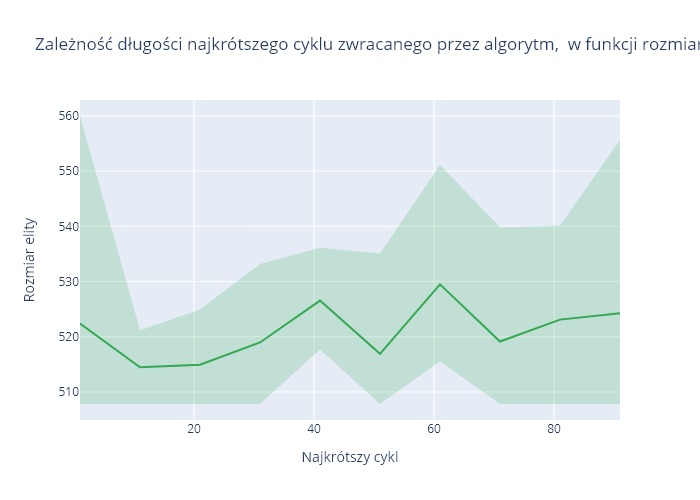 Zależność długości najkrótszego cyklu zwracanego przez algorytm, w funkcji
560
550
540
530
520
510
Rozmiar elity
20 40 60 80
Najkrótszy cykl